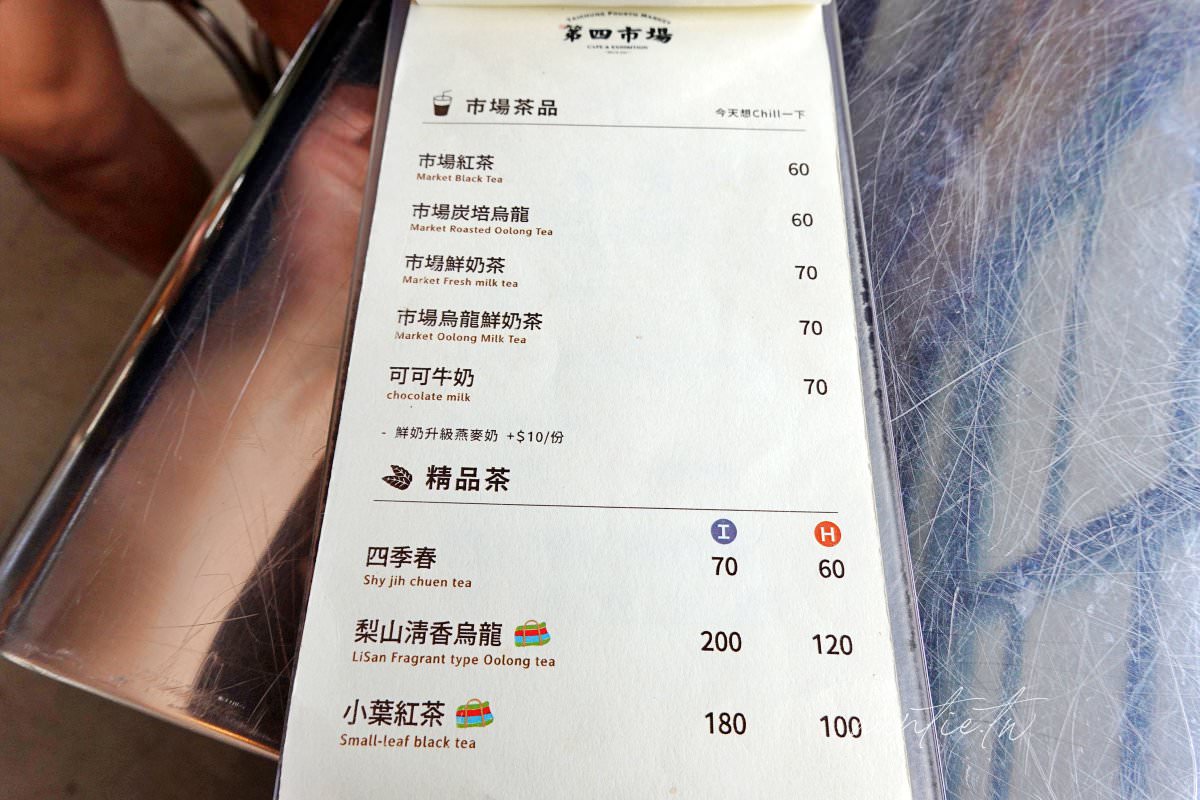 TAICHUNG FOURTH MARKET
第四市場
CAFE & EXHIBITION
市場茶品 今天想Chill一下
市場紅茶 60
Market Black Tea
市場炭培烏龍 60
Market Roasted Oolong Tea
市場鮮奶茶 70
Market Fresh milk tea
市場烏龍鮮奶茶 70
Market Oolong Milk Tea
可可牛奶 70
chocolate milk
- 鮮奶升級燕麥奶 +$10/份
精品茶
I H
四季春 70 60
Shy jih chuen tea
梨山清香烏龍 200 120
LiSan Fragrant type Oolong tea
小葉紅茶 180 100
Small-leaf black tea